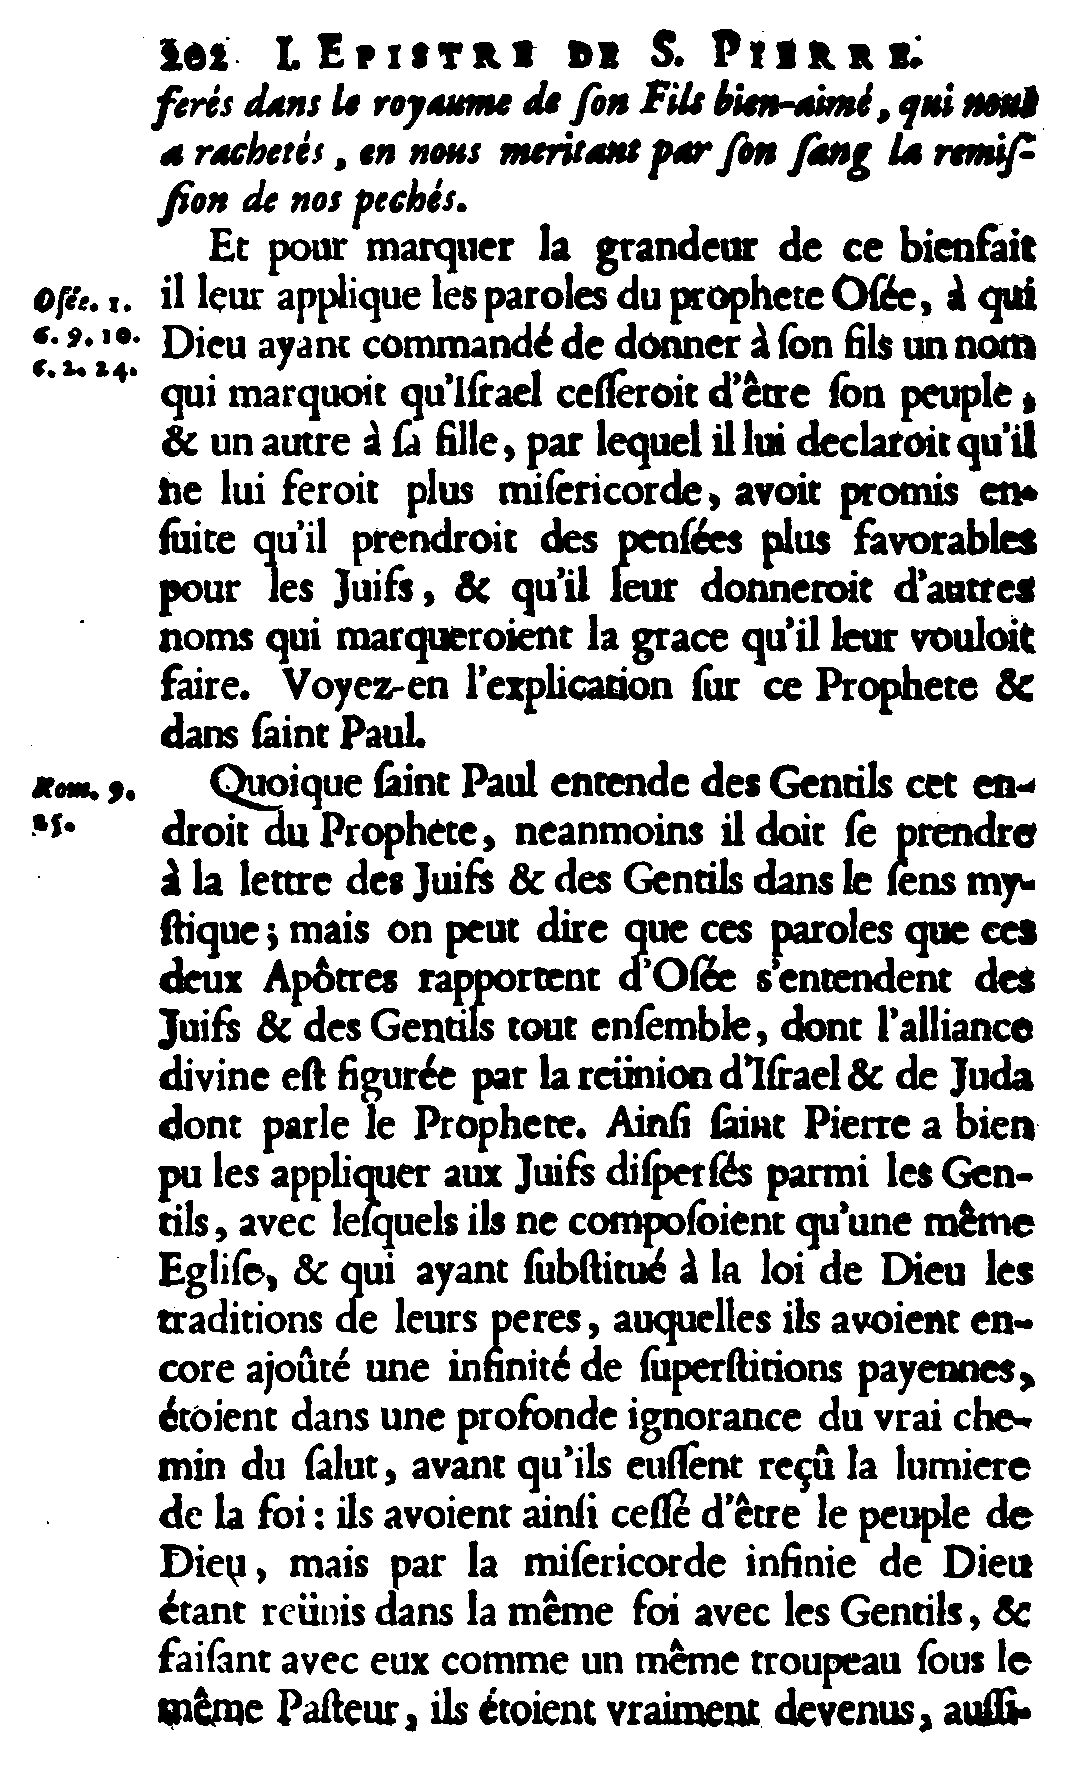 202 I. EPISTRE DE S. PIERRE.
ferés dans le royaume de ſon Fils bien-aimé, qui nous
a rachetés, en nous meritant par ſon ſang la remiſ-
ſion de nos pechés.
Et pour marquer la grandeur de ce bienfait
Oſée. 1.
il leur applique les paroles du prophete Oſée, à qui
6. 9. 10.
Dieu ayant commandé de donner à ſon fils un nom
c. 2. 24.
qui marquoit qu'Iſrael ceſſeroit d'être ſon peuple,
& un autre à ſa fille, par lequel il lui declaroit qu'il
ne lui feroit plus miſericorde, avoit promis en-
ſuite qu'il prendroit des penſées plus favorables
pour les Juifs, & qu'il leur donneroit d'autres
noms qui marqueroient la grace qu'il leur vouloit
faire. Voyez-en l'explication ſur ce Prophete &
dans ſaint Paul.
Rom. 9.
25.
Quoique ſaint Paul entende des Gentils cet en-
droit du Prophete, neanmoins il doit ſe prendre
à la lettre des Juifs & des Gentils dans le ſens my-
ſtique; mais on peut dire que ces paroles que ces
deux Apôtres rapportent d'Oſée s'entendent des
Juifs & des Gentils tout enſemble, dont l'alliance
divine eſt figurée par la reünion d'Iſrael & de Juda
dont parle le Prophete. Ainſi ſaint Pierre a bien
pu les appliquer aux Juifs diſperſés parmi les Gen-
tils, avec leſquels ils ne compoſoient qu'une même
Egliſe, & qui ayant ſubſtitué à la loi de Dieu les
traditions de leurs peres, auquelles ils avoient en-
core ajoûté une infinité de ſuperſtitions payennes,
étoient dans une profonde ignorance du vrai che-
min du ſalut, avant qu'ils euſſent reçû la lumiere
de la foi: ils avoient ainſi ceſſé d'être le peuple de
Dieu, mais par la miſericorde infinie de Dieu
étant reünis dans la même foi avec les Gentils, &
faiſant avec eux comme un même troupeau ſous le
même Paſteur, ils étoient vraiment devenus, auſſi-